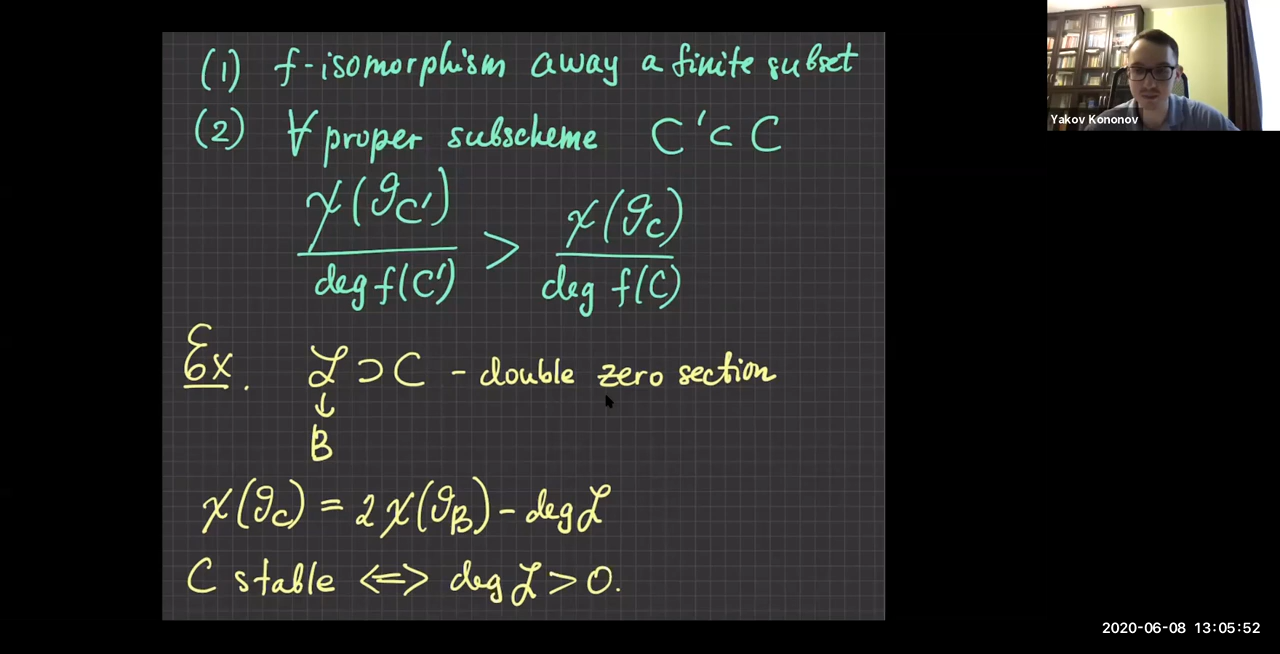 (1) f-isomorphism away a finite subset
(2) ∀ proper subscheme C' ⊂ C
χ(O_C') / deg f(C') > χ(O_C) / deg f(C)
Ex. L ⊃ C - double zero section
↓
B
χ(O_C) = 2χ(O_B) - deg L
C stable <=> deg L > 0.
Yakov Kononov
2020-06-08 13:05:52